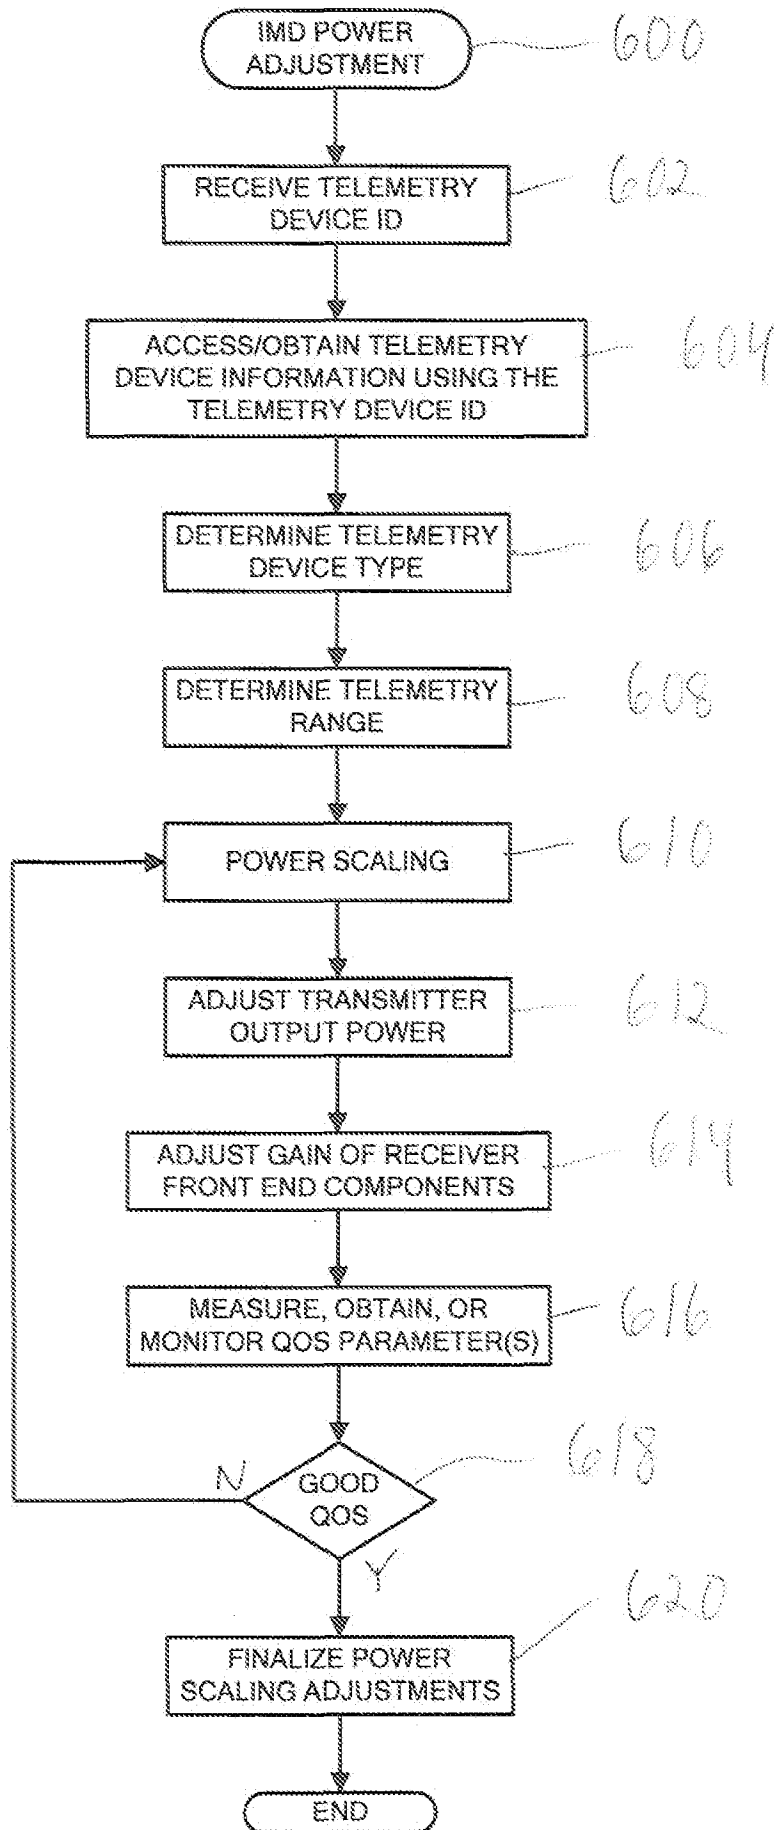 IMD POWER
ADJUSTMENT
600
RECEIVE TELEMETRY
DEVICE ID
602
ACCESS/OBTAIN TELEMETRY
DEVICE INFORMATION USING THE
TELEMETRY DEVICE ID
604
DETERMINE TELEMETRY
DEVICE TYPE
606
DETERMINE TELEMETRY
RANGE
608
POWER SCALING
610
ADJUST TRANSMITTER
OUTPUT POWER
612
ADJUST GAIN OF RECEIVER
FRONT END COMPONENTS
614
MEASURE, OBTAIN, OR
MONITOR QOS PARAMETER(S)
616
N
GOOD
QOS
618
Y
FINALIZE POWER
SCALING ADJUSTMENTS
620
END